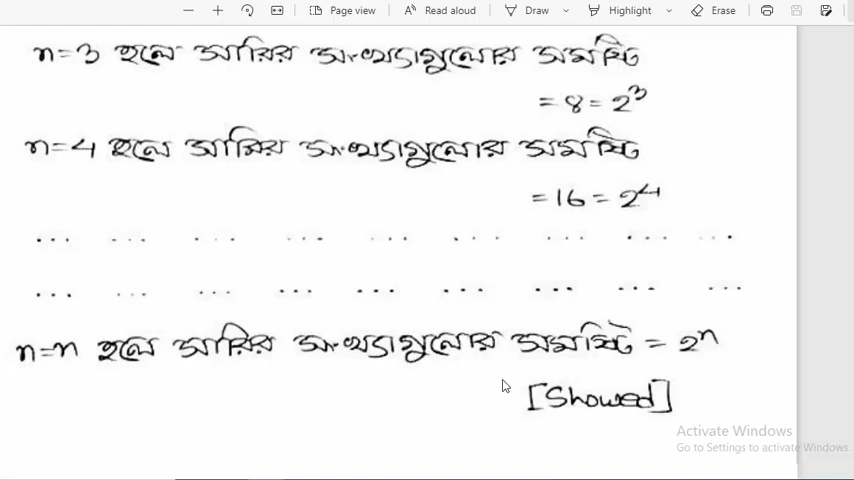 Page view Read aloud Draw Highlight Erase
n=3 হলে সারির সংখ্যাগুলোর সমষ্টি
= 8 = 2³
n=4 হলে সারির সংখ্যাগুলোর সমষ্টি
= 16 = 2⁴
... ... ... ... ... ... ... ... ...
... ... ... ... ... ... ... ... ...
n=n হলে সারির সংখ্যাগুলোর সমষ্টি = 2ⁿ
[Showed]
Activate Windows
Go to Settings to activate Windows.